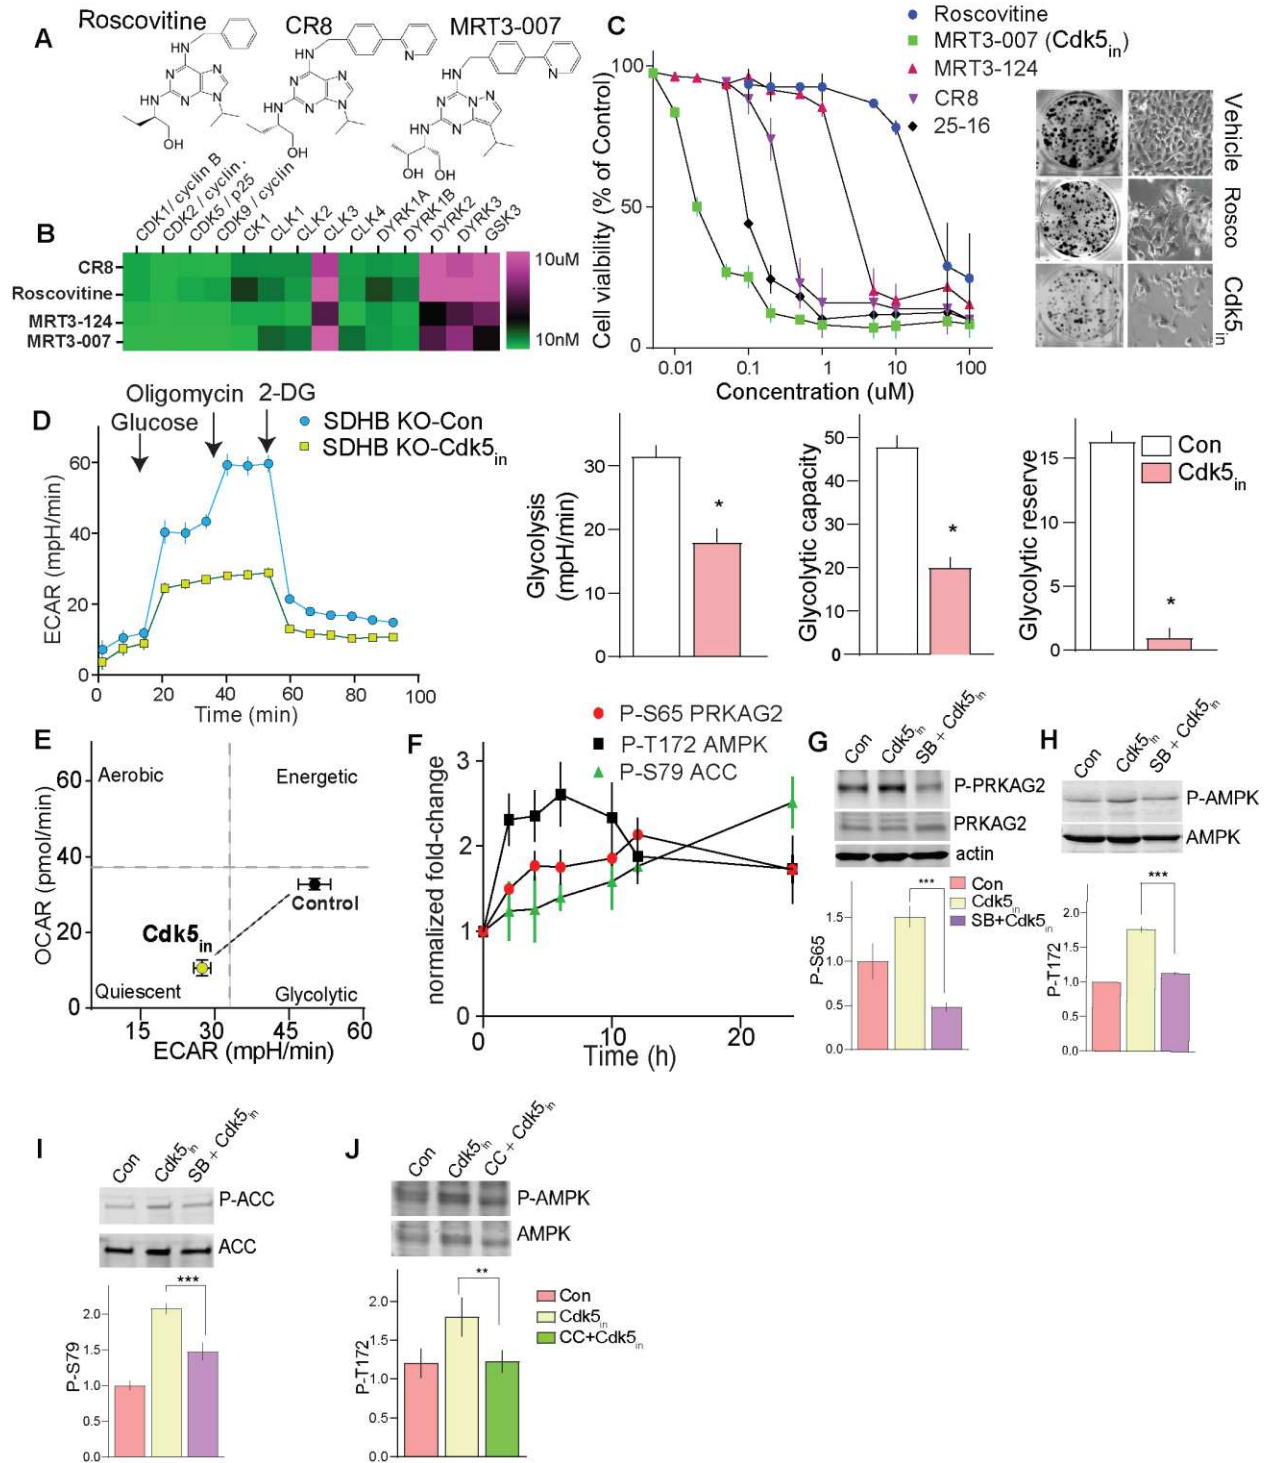 A
Roscovitine
CR8
MRT3-007
HN
N
N
N
N
HN
OH
HN
N
N
N
N
N
HN
OH
HN
N
N
N
N
N
HN
OH
OH
B
CDK1/ cyclin B
CDK2 / cyclin .
CDK5 / p25
CDK9 / cyclin
CK1
CLK1
CLK2
CLK3
CLK4
DYRK1A
DYRK1B
DYRK2
DYRK3
GSK3
CR8
Roscovitine
MRT3-124
MRT3-007
10uM
10nM
C
Roscovitine
MRT3-007 (Cdk5in)
MRT3-124
CR8
25-16
Cell viability (% of Control)
100
50
0
0.01
0.1
1
10
100
Concentration (uM)
Vehicle
Rosco
Cdk5in
D
Glucose
Oligomycin
2-DG
SDHB KO-Con
SDHB KO-Cdk5in
ECAR (mpH/min)
60
40
20
0
0
20
40
60
80
100
Time (min)
Glycolysis
(mpH/min)
30
20
10
0
*
Glycolytic capacity
50
40
30
20
10
0
*
Glycolytic reserve
15
10
5
0
*
Con
Cdk5in
E
OCAR (pmol/min)
60
40
20
0
Aerobic
Energetic
Control
Cdk5in
Quiescent
Glycolytic
15
30
45
60
ECAR (mpH/min)
F
P-S65 PRKAG2
P-T172 AMPK
P-S79 ACC
normalized fold-change
3
2
1
0
0
10
20
Time (h)
G
Con
Cdk5in
SB + Cdk5in
P-PRKAG2
PRKAG2
actin
***
Con
Cdk5in
SB+Cdk5in
P-S65
1.5
1.0
0.5
0.0
H
Con
Cdk5in
SB + Cdk5in
P-AMPK
AMPK
***
P-T172
2.0
1.5
1.0
0.5
0.0
I
Con
Cdk5in
SB + Cdk5in
P-ACC
ACC
***
P-S79
2.0
1.5
1.0
0.5
0.0
J
Con
Cdk5in
CC + Cdk5in
P-AMPK
AMPK
**
Con
Cdk5in
CC+Cdk5in
P-T172
2.0
1.5
1.0
0.5
0.0